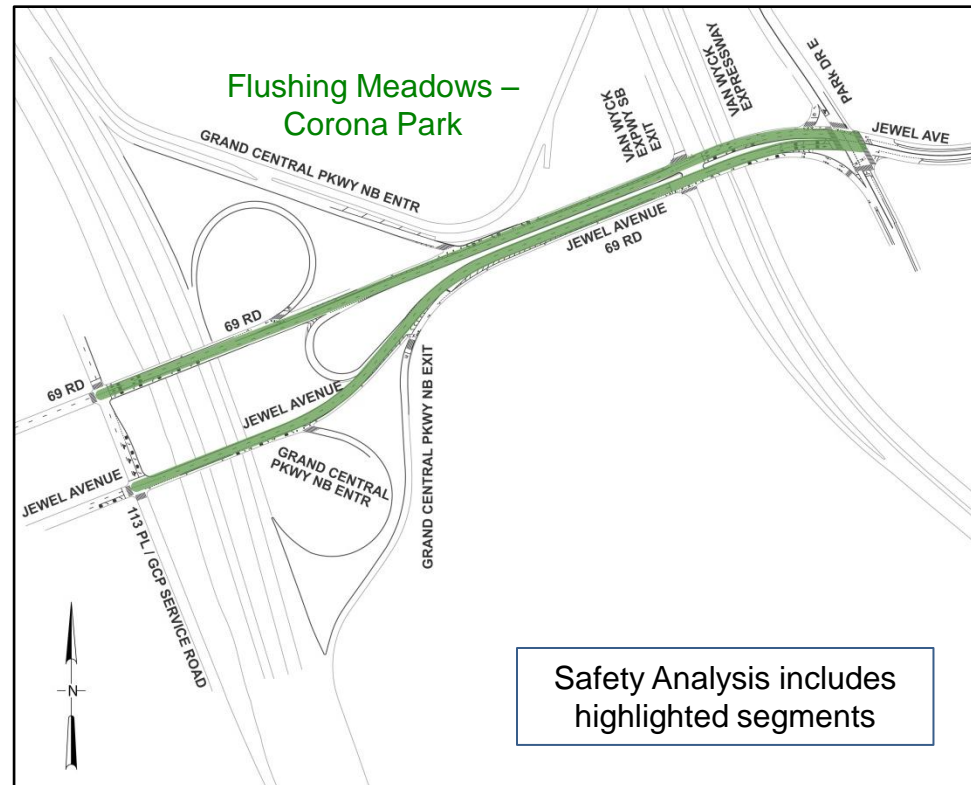 Flushing Meadows –
Corona Park
GRAND CENTRAL PKWY NB ENTR
VAN WYCK
EXPWY SB
EXIT
VAN WYCK
EXPRESSWAY
PARK DR E
JEWEL AVE
JEWEL AVENUE
69 RD
69 RD
69 RD
JEWEL AVENUE
GRAND CENTRAL PKWY NB EXIT
GRAND CENTRAL
PKWY NB ENTR
JEWEL AVENUE
113 PL / GCP SERVICE ROAD
N
Safety Analysis includes
highlighted segments